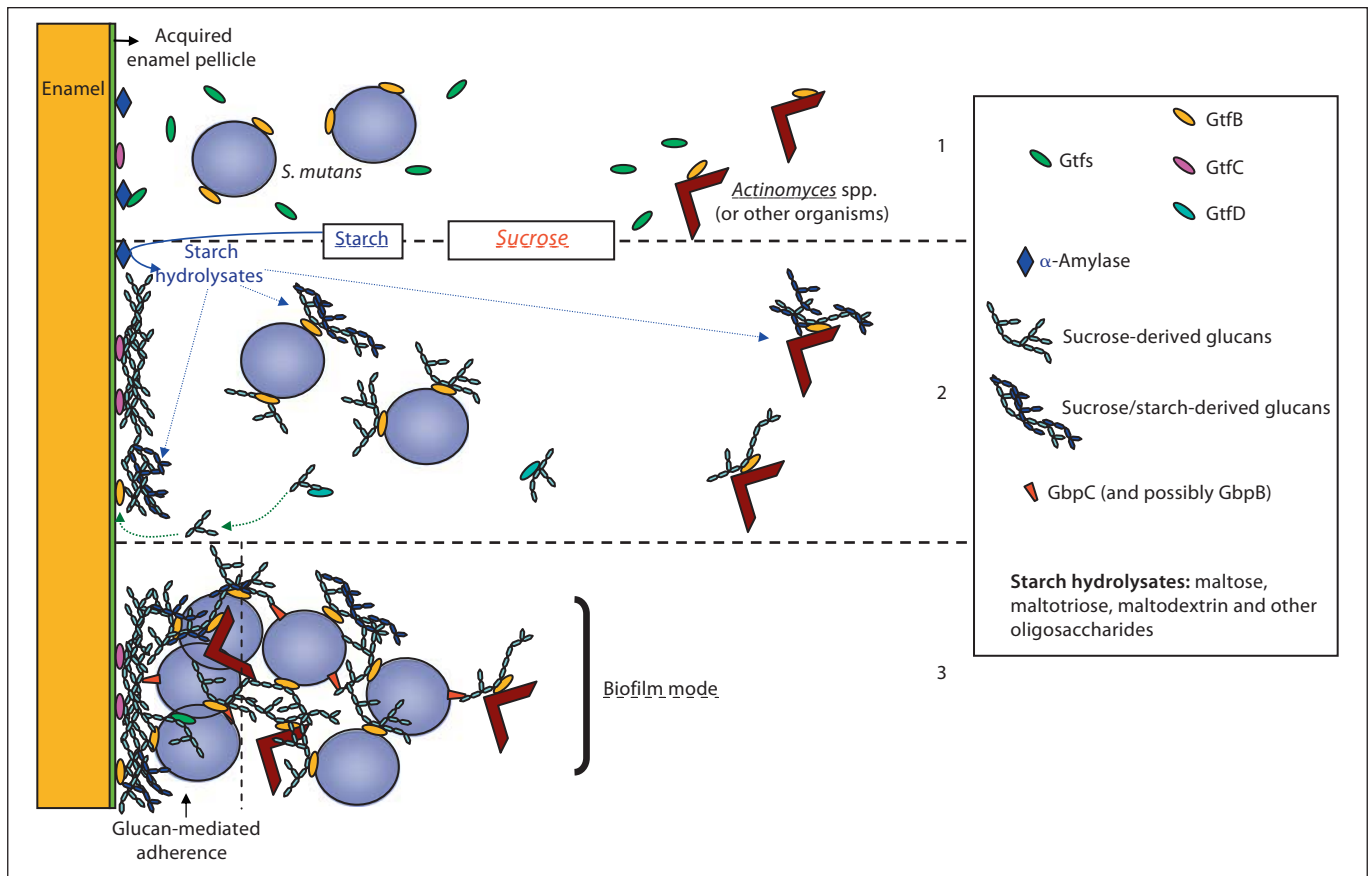 Acquired
enamel pellicle
Enamel
S. mutans
Actinomyces spp.
(or other organisms)
1
Starch
Sucrose
Starch
hydrolysates
2
3
Biofilm mode
Glucan-mediated
adherence
Gtfs
GtfB
GtfC
GtfD
α-Amylase
Sucrose-derived glucans
Sucrose/starch-derived glucans
GbpC (and possibly GbpB)
Starch hydrolysates: maltose,
maltotriose, maltodextrin and other
oligosaccharides